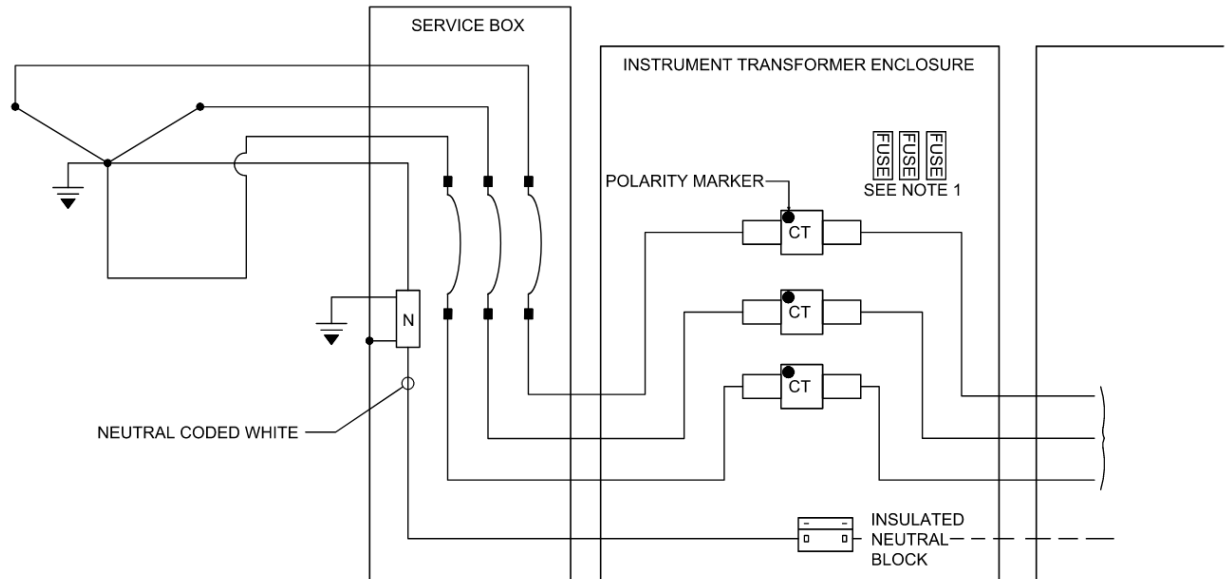 SERVICE BOX
INSTRUMENT TRANSFORMER ENCLOSURE
FUSE
FUSE
FUSE
SEE NOTE 1
POLARITY MARKER
CT
CT
CT
N
NEUTRAL CODED WHITE
INSULATED
NEUTRAL
BLOCK